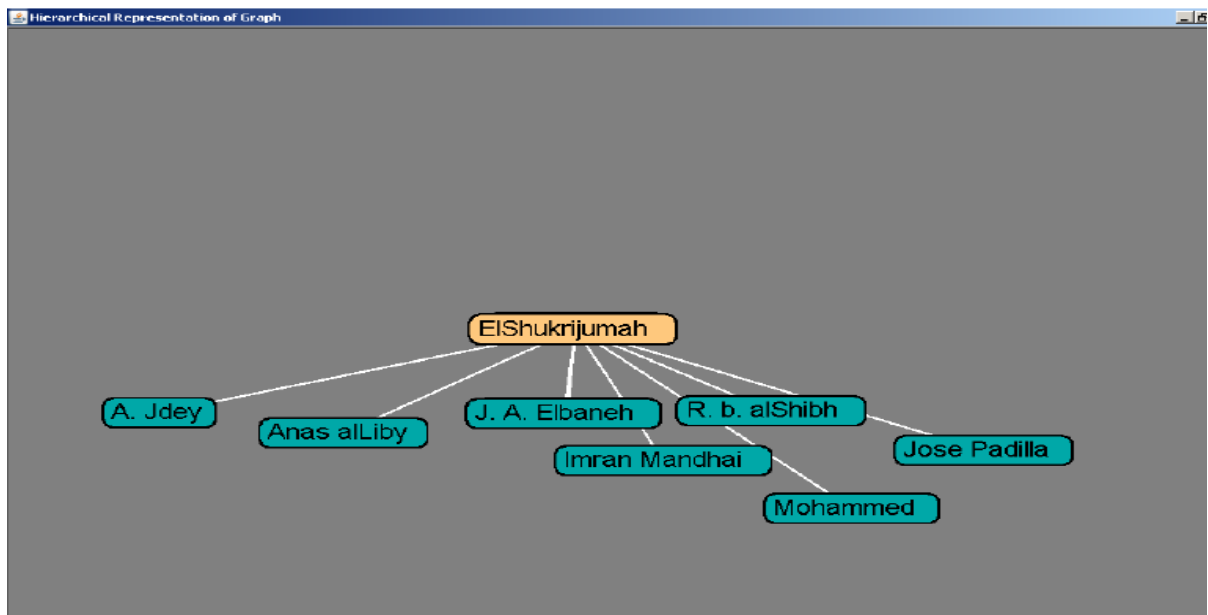 Hierarchical Representation of Graph
ElShukrijumah
A. Jdey
Anas alLiby
J. A. Elbaneh
R. b. alShibh
Imran Mandhai
Jose Padilla
Mohammed